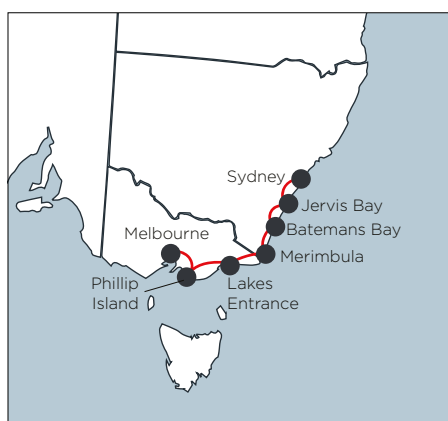 Sydney
Jervis Bay
Batemans Bay
Melbourne
Merimbula
Phillip
Island
Lakes
Entrance